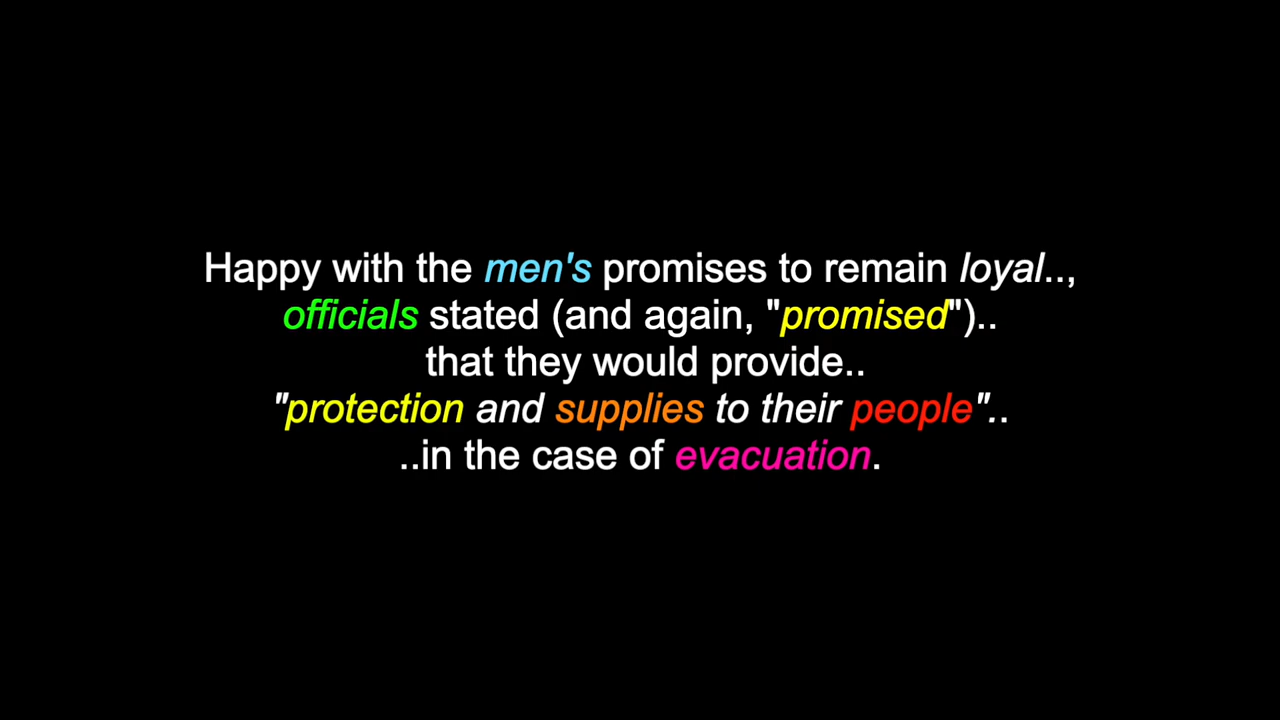 Happy with the men's promises to remain loyal..,
officials stated (and again, "promised")..
that they would provide..
"protection and supplies to their people"..
..in the case of evacuation.